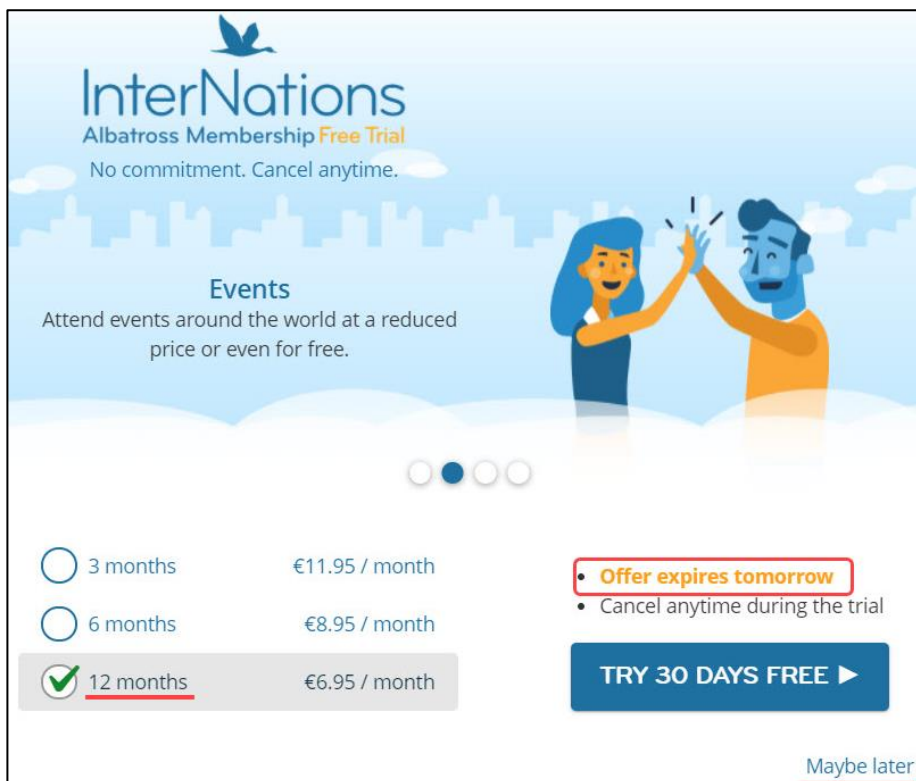 InterNations
Albatross Membership Free Trial
No commitment. Cancel anytime.
Events
Attend events around the world at a reduced
price or even for free.
3 months €11.95 / month
6 months €8.95 / month
12 months €6.95 / month
Offer expires tomorrow
Cancel anytime during the trial
TRY 30 DAYS FREE ▶
Maybe later